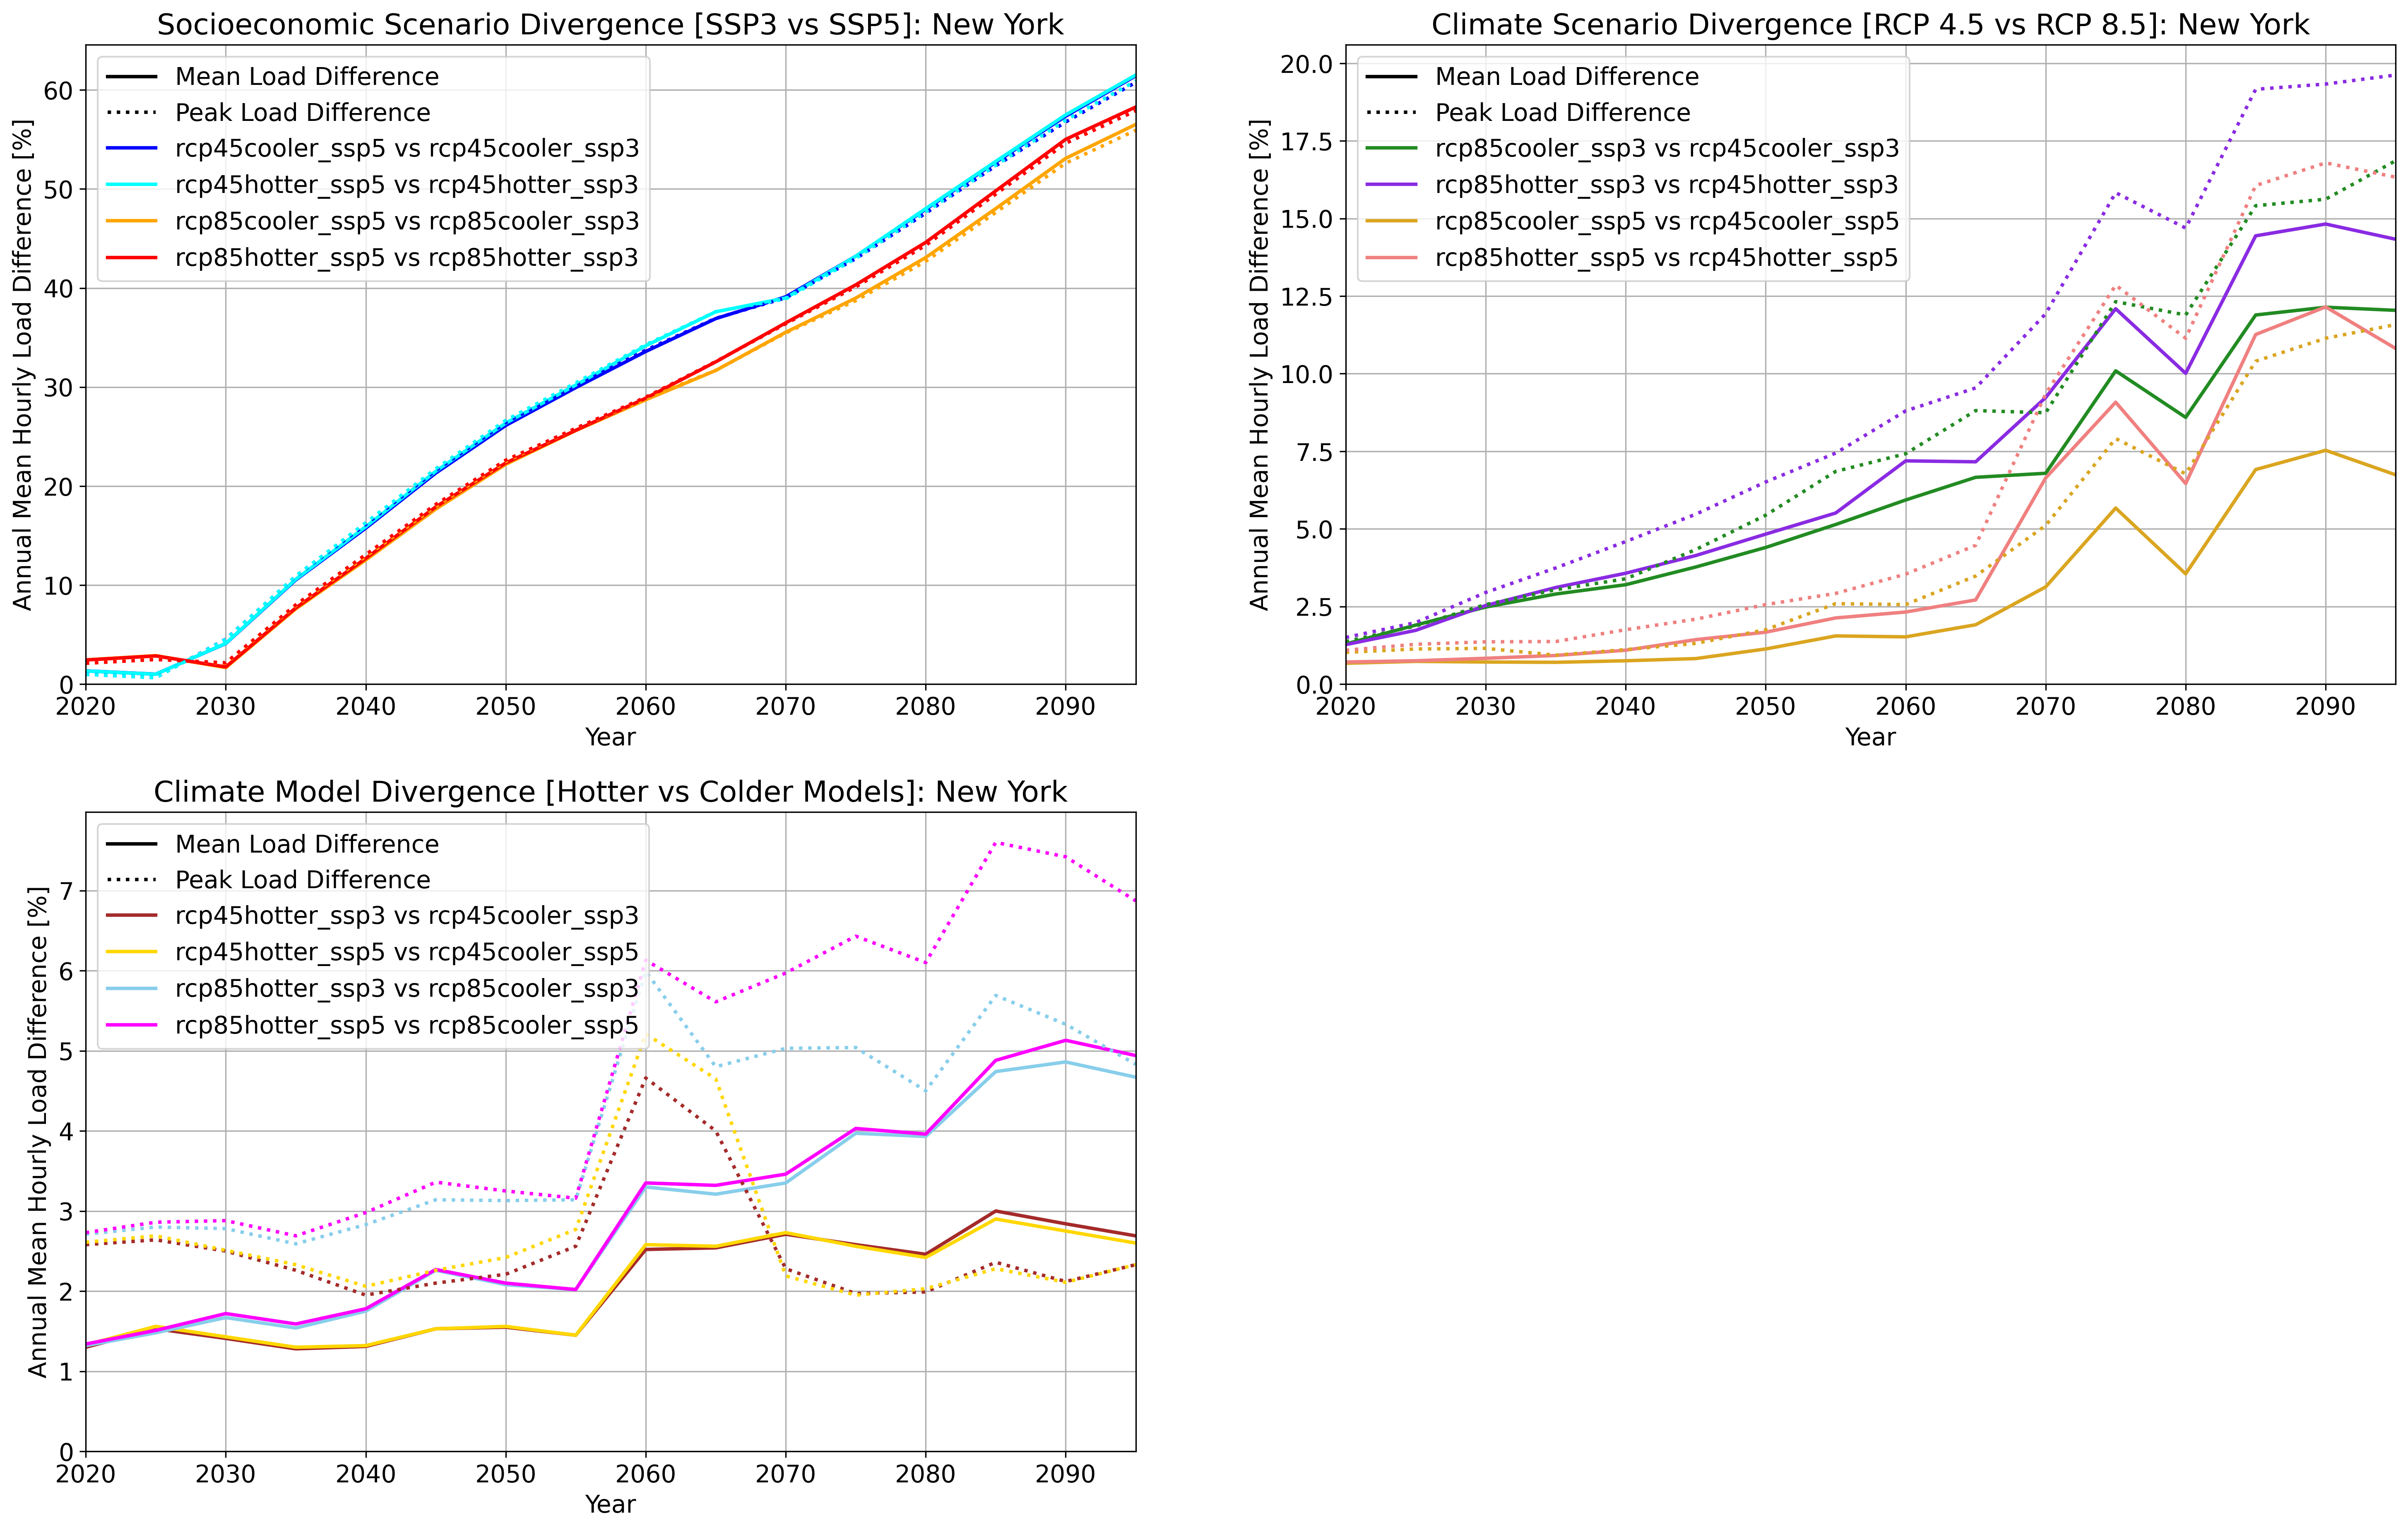 Socioeconomic Scenario Divergence [SSP3 vs SSP5]: New York
Annual Mean Hourly Load Difference [%]
60
50
40
30
20
10
0
Mean Load Difference
Peak Load Difference
rcp45cooler_ssp5 vs rcp45cooler_ssp3
rcp45hotter_ssp5 vs rcp45hotter_ssp3
rcp85cooler_ssp5 vs rcp85cooler_ssp3
rcp85hotter_ssp5 vs rcp85hotter_ssp3
2020 2030 2040 2050 2060 2070 2080 2090
Year
Climate Scenario Divergence [RCP 4.5 vs RCP 8.5]: New York
Annual Mean Hourly Load Difference [%]
20.0
17.5
15.0
12.5
10.0
7.5
5.0
2.5
0.0
Mean Load Difference
Peak Load Difference
rcp85cooler_ssp3 vs rcp45cooler_ssp3
rcp85hotter_ssp3 vs rcp45hotter_ssp3
rcp85cooler_ssp5 vs rcp45cooler_ssp5
rcp85hotter_ssp5 vs rcp45hotter_ssp5
2020 2030 2040 2050 2060 2070 2080 2090
Year
Climate Model Divergence [Hotter vs Colder Models]: New York
Annual Mean Hourly Load Difference [%]
7
6
5
4
3
2
1
0
Mean Load Difference
Peak Load Difference
rcp45hotter_ssp3 vs rcp45cooler_ssp3
rcp45hotter_ssp5 vs rcp45cooler_ssp5
rcp85hotter_ssp3 vs rcp85cooler_ssp3
rcp85hotter_ssp5 vs rcp85cooler_ssp5
2020 2030 2040 2050 2060 2070 2080 2090
Year